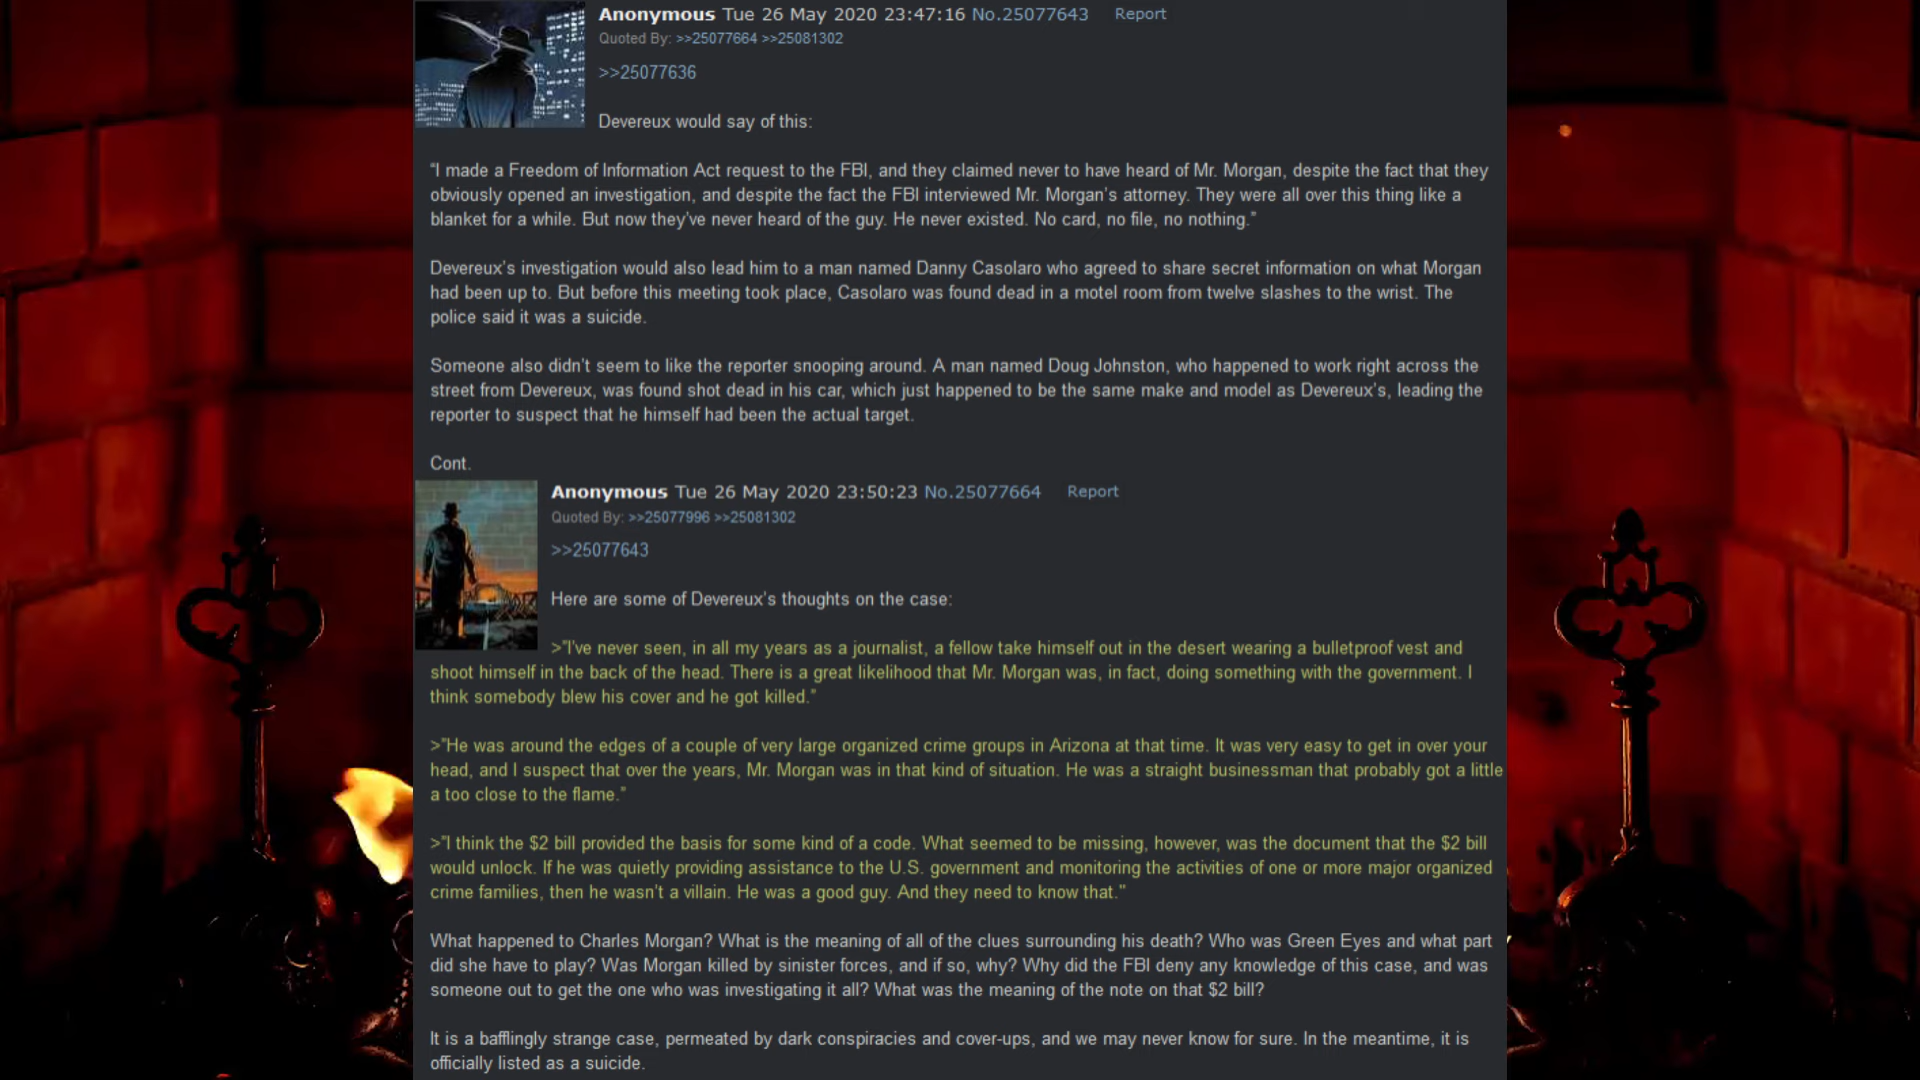 Anonymous Tue 26 May 2020 23:47:16 No.25077643 Report
Quoted By: >>25077664 >>25081302
>>25077636
Devereux would say of this:
“I made a Freedom of Information Act request to the FBI, and they claimed never to have heard of Mr. Morgan, despite the fact that they
obviously opened an investigation, and despite the fact the FBI interviewed Mr. Morgan’s attorney. They were all over this thing like a
blanket for a while. But now they’ve never heard of the guy. He never existed. No card, no file, no nothing.”
Devereux’s investigation would also lead him to a man named Danny Casolaro who agreed to share secret information on what Morgan
had been up to. But before this meeting took place, Casolaro was found dead in a motel room from twelve slashes to the wrist. The
police said it was a suicide.
Someone also didn’t seem to like the reporter snooping around. A man named Doug Johnston, who happened to work right across the
street from Devereux, was found shot dead in his car, which just happened to be the same make and model as Devereux’s, leading the
reporter to suspect that he himself had been the actual target.
Cont.
Anonymous Tue 26 May 2020 23:50:23 No.25077664 Report
Quoted By: >>25077996 >>25081302
>>25077643
Here are some of Devereux’s thoughts on the case:
>”I’ve never seen, in all my years as a journalist, a fellow take himself out in the desert wearing a bulletproof vest and
shoot himself in the back of the head. There is a great likelihood that Mr. Morgan was, in fact, doing something with the government. I
think somebody blew his cover and he got killed.”
>”He was around the edges of a couple of very large organized crime groups in Arizona at that time. It was very easy to get in over your
head, and I suspect that over the years, Mr. Morgan was in that kind of situation. He was a straight businessman that probably got a little
a too close to the flame.”
>”I think the $2 bill provided the basis for some kind of a code. What seemed to be missing, however, was the document that the $2 bill
would unlock. If he was quietly providing assistance to the U.S. government and monitoring the activities of one or more major organized
crime families, then he wasn’t a villain. He was a good guy. And they need to know that."
What happened to Charles Morgan? What is the meaning of all of the clues surrounding his death? Who was Green Eyes and what part
did she have to play? Was Morgan killed by sinister forces, and if so, why? Why did the FBI deny any knowledge of this case, and was
someone out to get the one who was investigating it all? What was the meaning of the note on that $2 bill?
It is a bafflingly strange case, permeated by dark conspiracies and cover-ups, and we may never know for sure. In the meantime, it is
officially listed as a suicide.